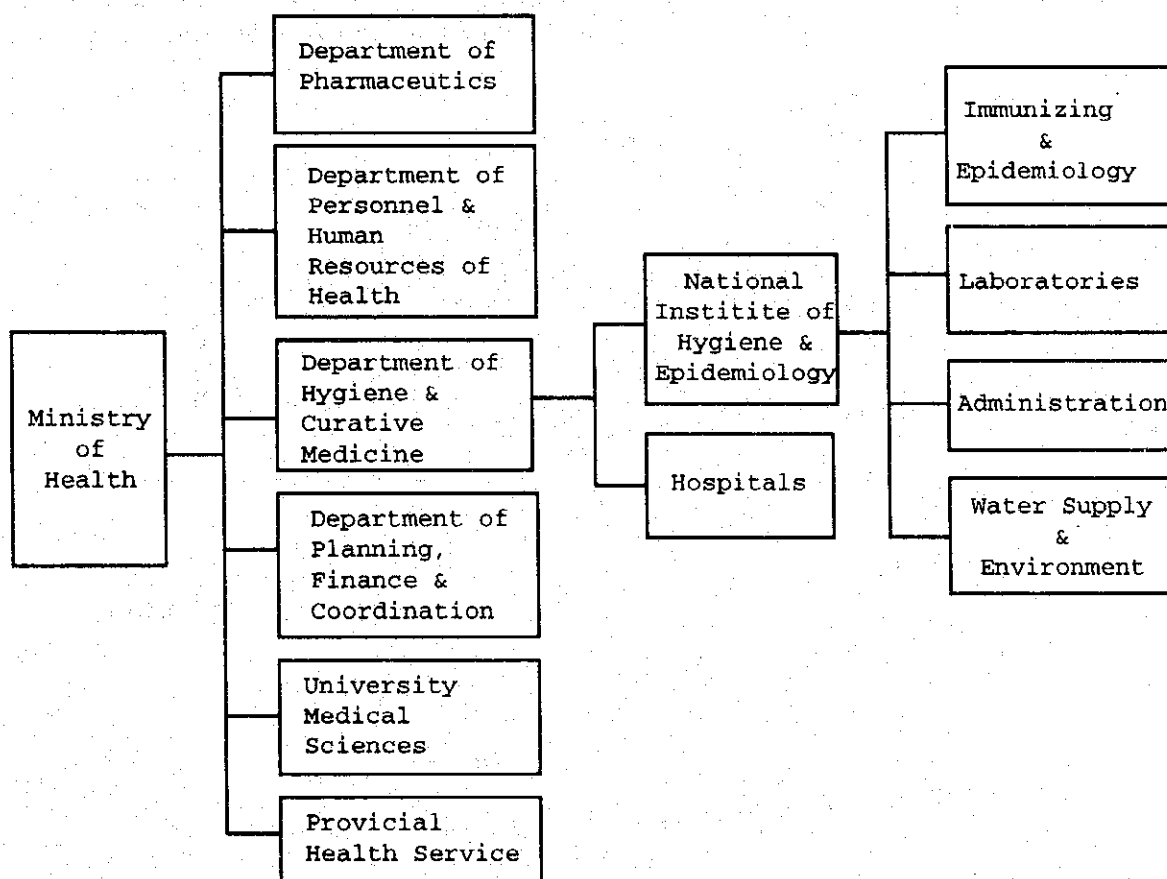 Ministry
of
Health
Department of
Pharmaceutics
Department of
Personnel &
Human
Resources of
Health
Department of
Hygiene &
Curative
Medicine
Department of
Planning,
Finance &
Coordination
University
Medical
Sciences
Provicial
Health Service
National
Institite of
Hygiene &
Epidemiology
Hospitals
Immunizing
&
Epidemiology
Laboratories
Administration
Water Supply
&
Environment